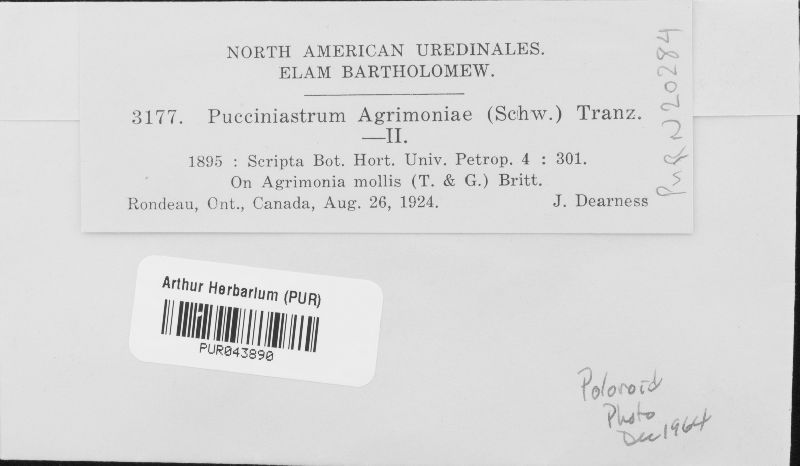 NORTH AMERICAN UREDINALES.
ELAM BARTHOLOMEW.
3177. Pucciniastrum Agrimoniae (Schw.) Tranz.
—II.
1895 : Scripta Bot. Hort. Univ. Petrop. 4 : 301.
On Agrimonia mollis (T. & G.) Britt.
Rondeau, Ont., Canada, Aug. 26, 1924. J. Dearness
PUR N20284
Arthur Herbarium (PUR)
PUR043890
Poloroid
Photo
Dec 1964